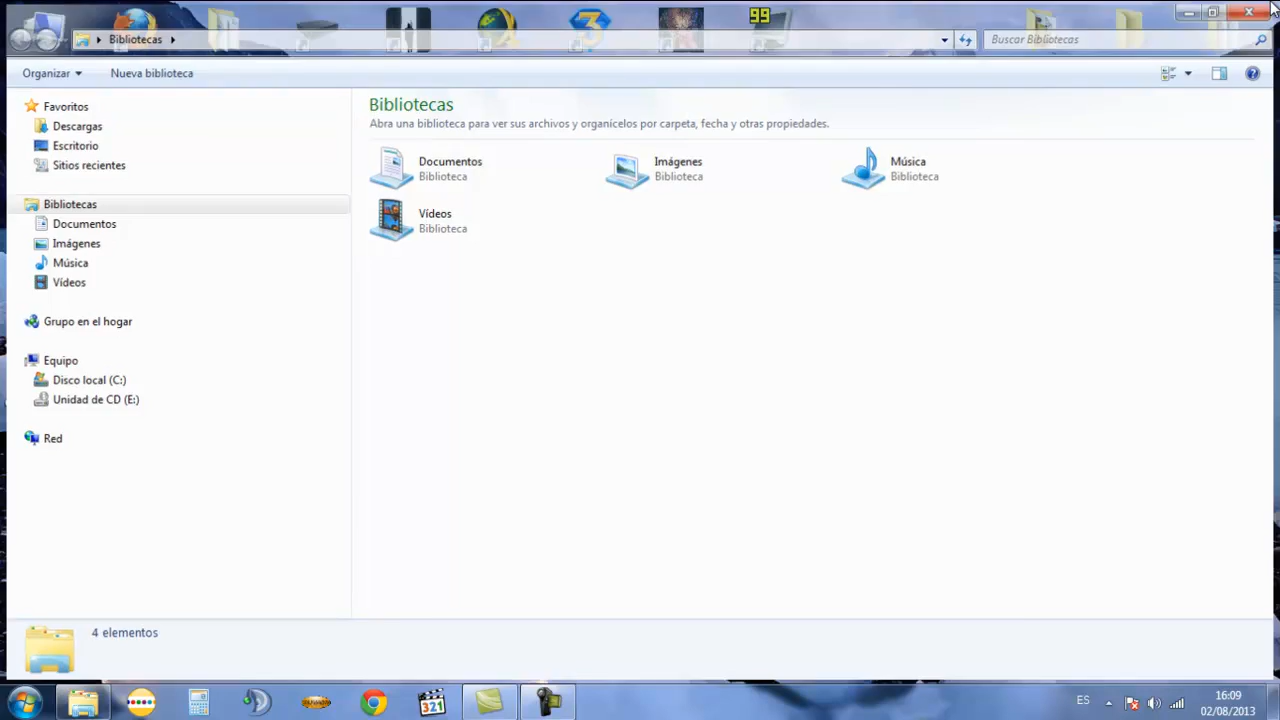 99
Bibliotecas
Buscar Bibliotecas
Organizar
Nueva biblioteca
Favoritos
Descargas
Escritorio
Sitios recientes
Bibliotecas
Documentos
Imágenes
Música
Vídeos
Grupo en el hogar
Equipo
Disco local (C:)
Unidad de CD (E:)
Red
Bibliotecas
Abra una biblioteca para ver sus archivos y organícelos por carpeta, fecha y otras propiedades.
Documentos
Biblioteca
Imágenes
Biblioteca
Música
Biblioteca
Vídeos
Biblioteca
4 elementos
321
ES
16:09
02/08/2013